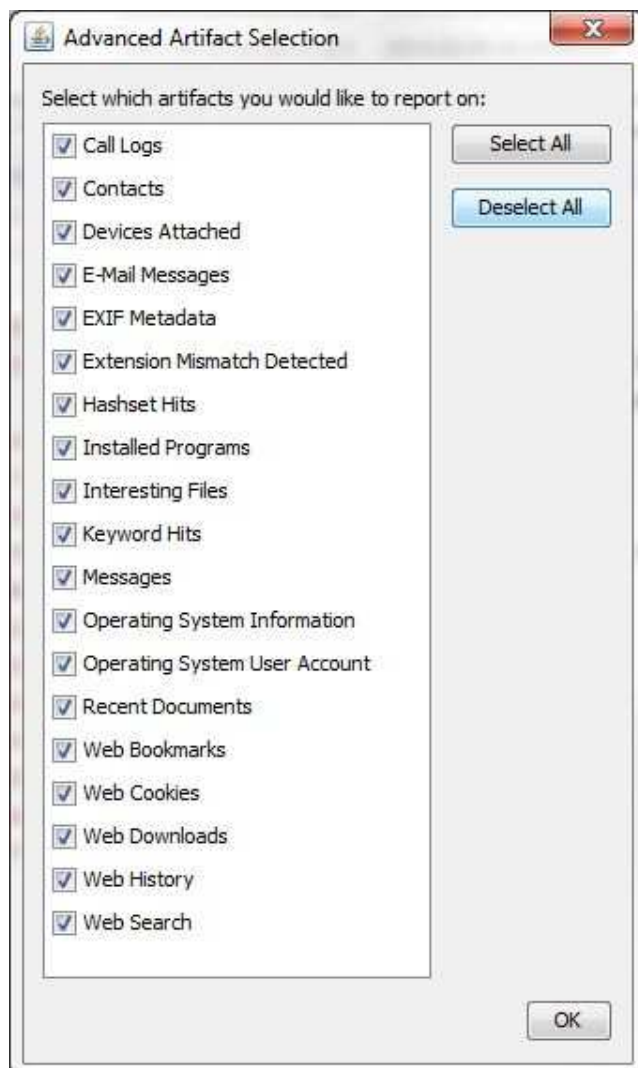 Advanced Artifact Selection
Select which artifacts you would like to report on:
Call Logs
Contacts
Devices Attached
E-Mail Messages
EXIF Metadata
Extension Mismatch Detected
Hashset Hits
Installed Programs
Interesting Files
Keyword Hits
Messages
Operating System Information
Operating System User Account
Recent Documents
Web Bookmarks
Web Cookies
Web Downloads
Web History
Web Search
Select All
Deselect All
OK